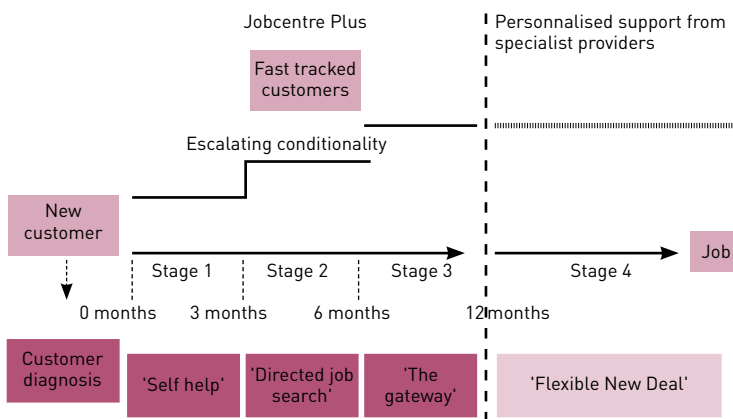 Jobcentre Plus
Personnalised support from
specialist providers
Fast tracked
customers
Escalating conditionality
New
customer
Stage 1
Stage 2
Stage 3
Stage 4
Job
0 months
3 months
6 months
12 months
Customer
diagnosis
'Self help'
'Directed job
search'
'The
gateway'
'Flexible New Deal'